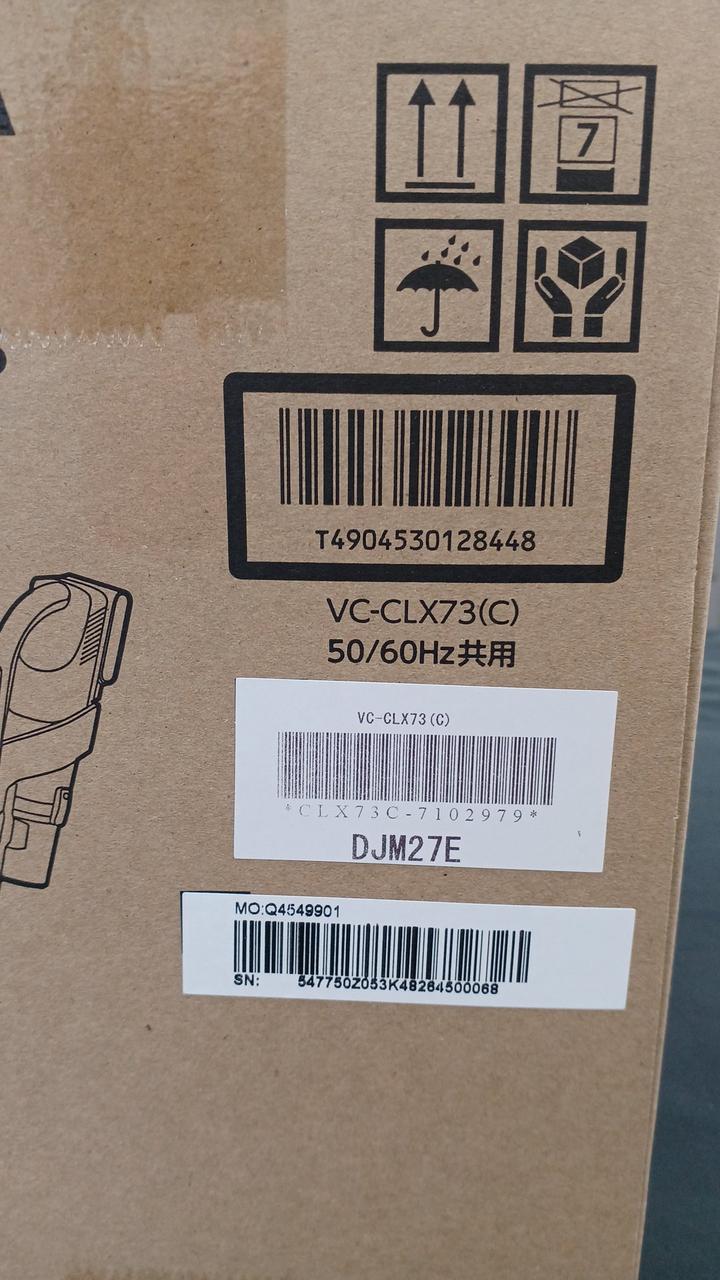 7
T4904530128448
VC-CLX73(C)
50/60Hz共用
VC-CLX73(C)
*CLX73C-7102979*
DJM27E
MO:Q4549901
SN: 547750Z053K48264500068